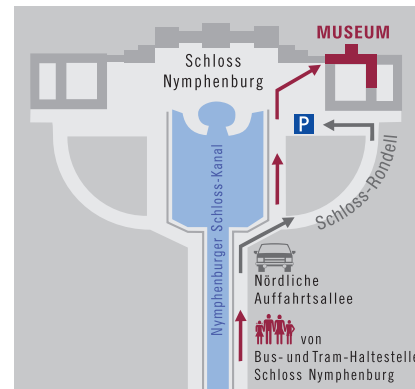 MUSEUM
Schloss
Nymphenburg
P
Nymphenburger Schloss-Kanal
Schloss-Rondell
Nördliche
Auffahrtsallee
von
Bus- und Tram-Haltestelle
Schloss Nymphenburg